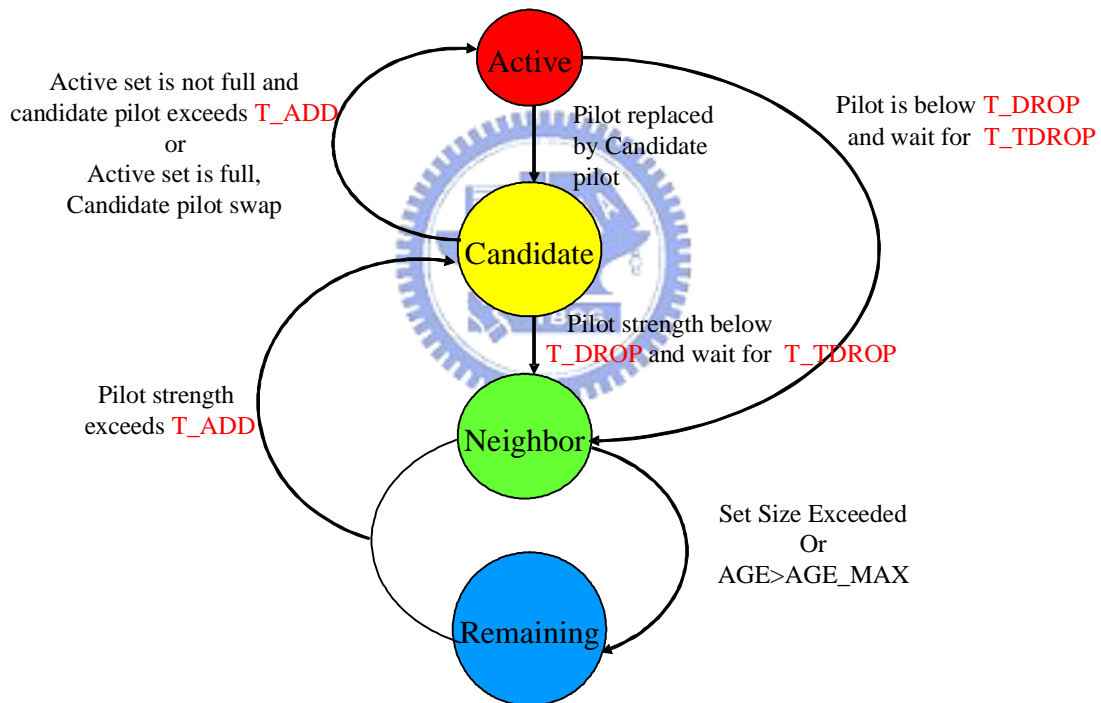 Active
Active set is not full and
candidate pilot exceeds T_ADD
or
Active set is full,
Candidate pilot swap
Pilot replaced
by Candidate
pilot
Pilot is below T_DROP
and wait for T_TDROP
Candidate
Pilot strength below
T_DROP and wait for T_TDROP
Pilot strength
exceeds T_ADD
Neighbor
Set Size Exceeded
Or
AGE>AGE_MAX
Remaining